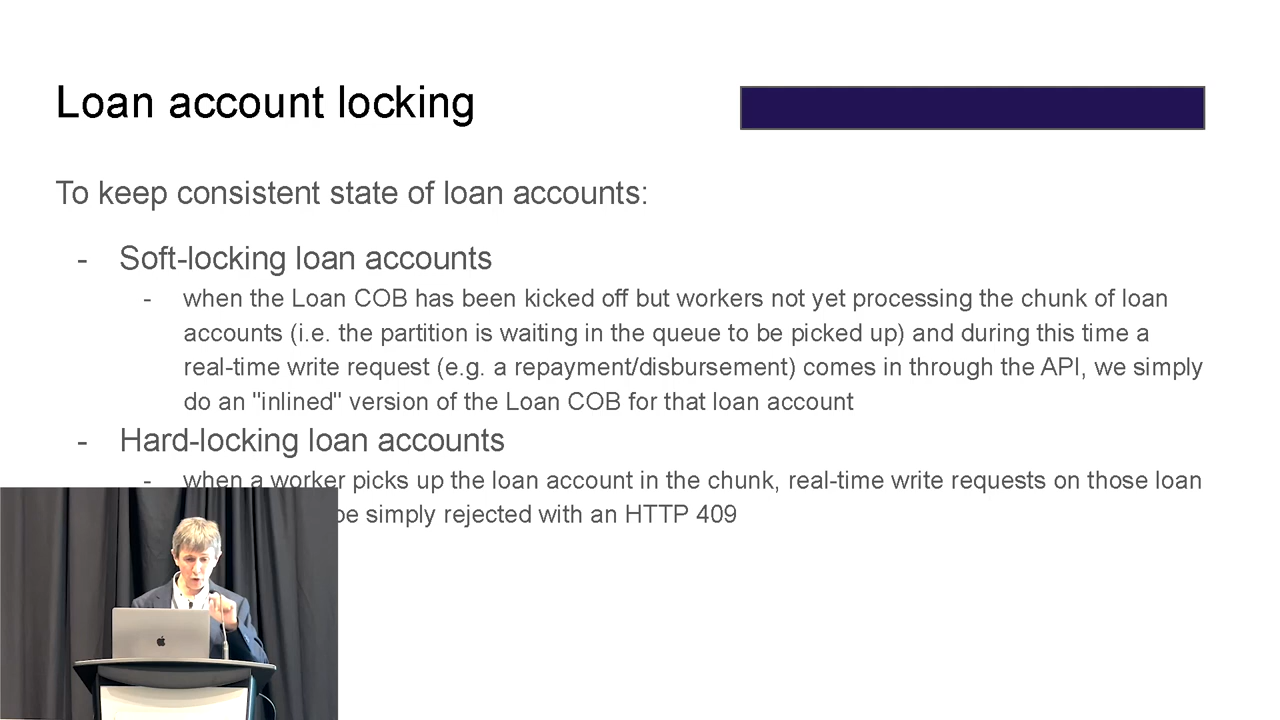 Loan account locking
To keep consistent state of loan accounts:
- Soft-locking loan accounts
- when the Loan COB has been kicked off but workers not yet processing the chunk of loan
accounts (i.e. the partition is waiting in the queue to be picked up) and during this time a
real-time write request (e.g. a repayment/disbursement) comes in through the API, we simply
do an "inlined" version of the Loan COB for that loan account
- Hard-locking loan accounts
- when a worker picks up the loan account in the chunk, real-time write requests on those loan
be simply rejected with an HTTP 409